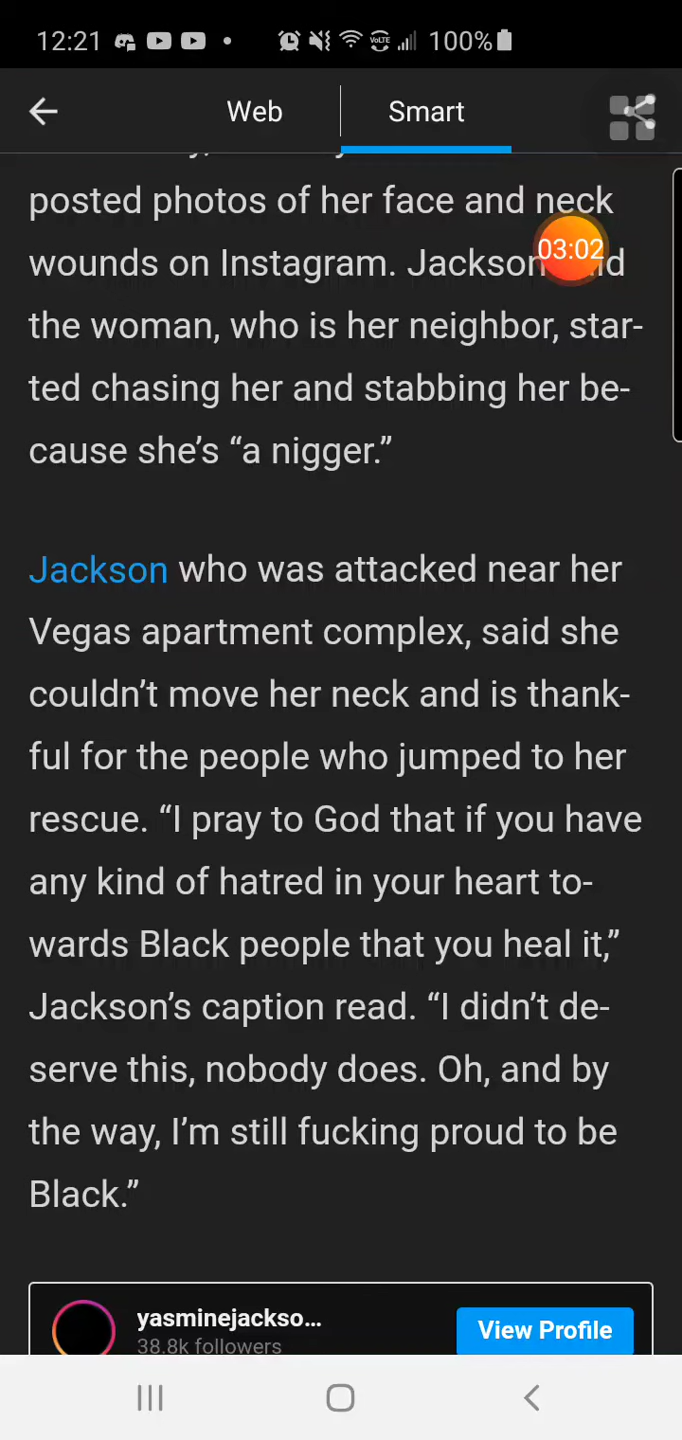 12:21
100%
Web
Smart
posted photos of her face and neck
03:02
wounds on Instagram. Jackson
the woman, who is her neighbor, star-
ted chasing her and stabbing her be-
cause she's “a nigger.”
Jackson who was attacked near her
Vegas apartment complex, said she
couldn't move her neck and is thank-
ful for the people who jumped to her
rescue. “I pray to God that if you have
any kind of hatred in your heart to-
wards Black people that you heal it,”
Jackson's caption read. “I didn't de-
serve this, nobody does. Oh, and by
the way, I'm still fucking proud to be
Black.”
yasminejackso...
38.8k followers
View Profile